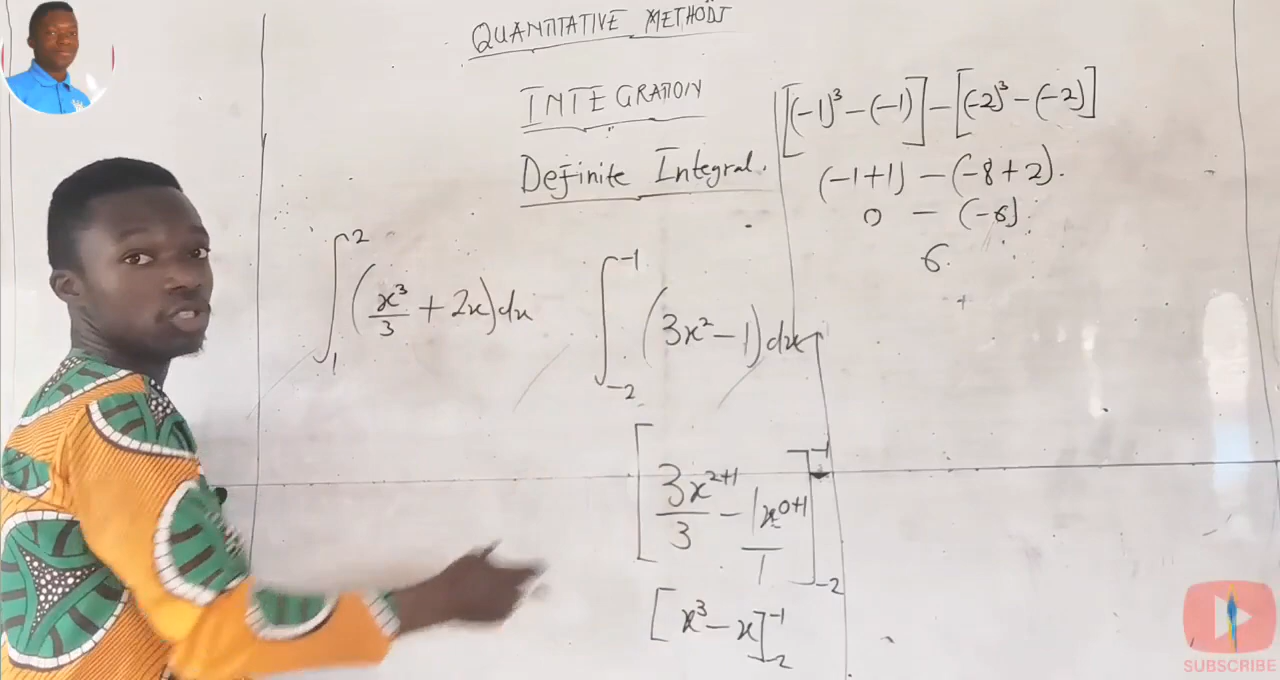 QUANTITATIVE METHODS
INTEGRATION
Definite Integral.
∫₁² (x³/3 + 2x)dx
∫₋₂⁻¹ (3x² − 1)dx
[3x²⁺¹/3 − 1x⁰⁺¹/1]₋₂⁻¹
[x³ − x]₋₂⁻¹
[(−1)³ − (−1)] − [(−2)³ − (−2)]
(−1+1) − (−8+2).
0 − (−6).
6.
SUBSCRIBE